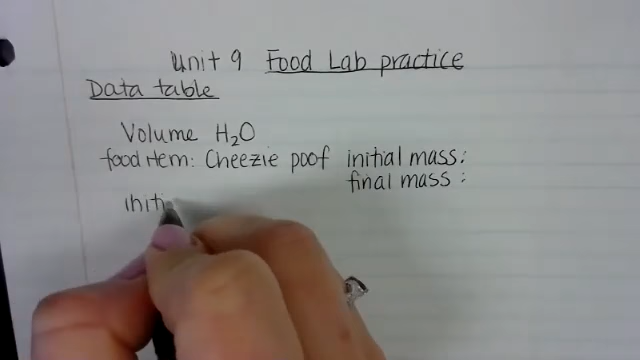 Unit 9 Food Lab practice
Data table
Volume H₂O
food item: Cheezie poof initial mass:
final mass:
initi